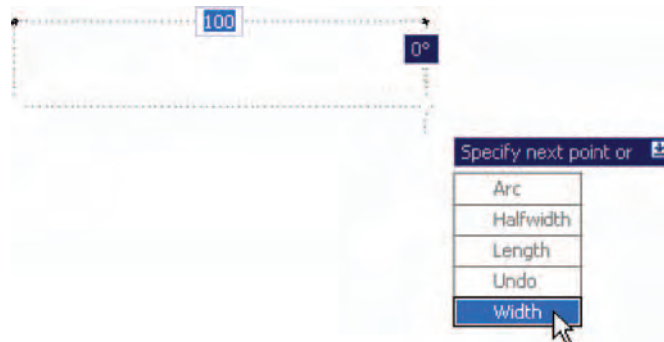 100
0°
Specify next point or
Arc
Halfwidth
Length
Undo
Width